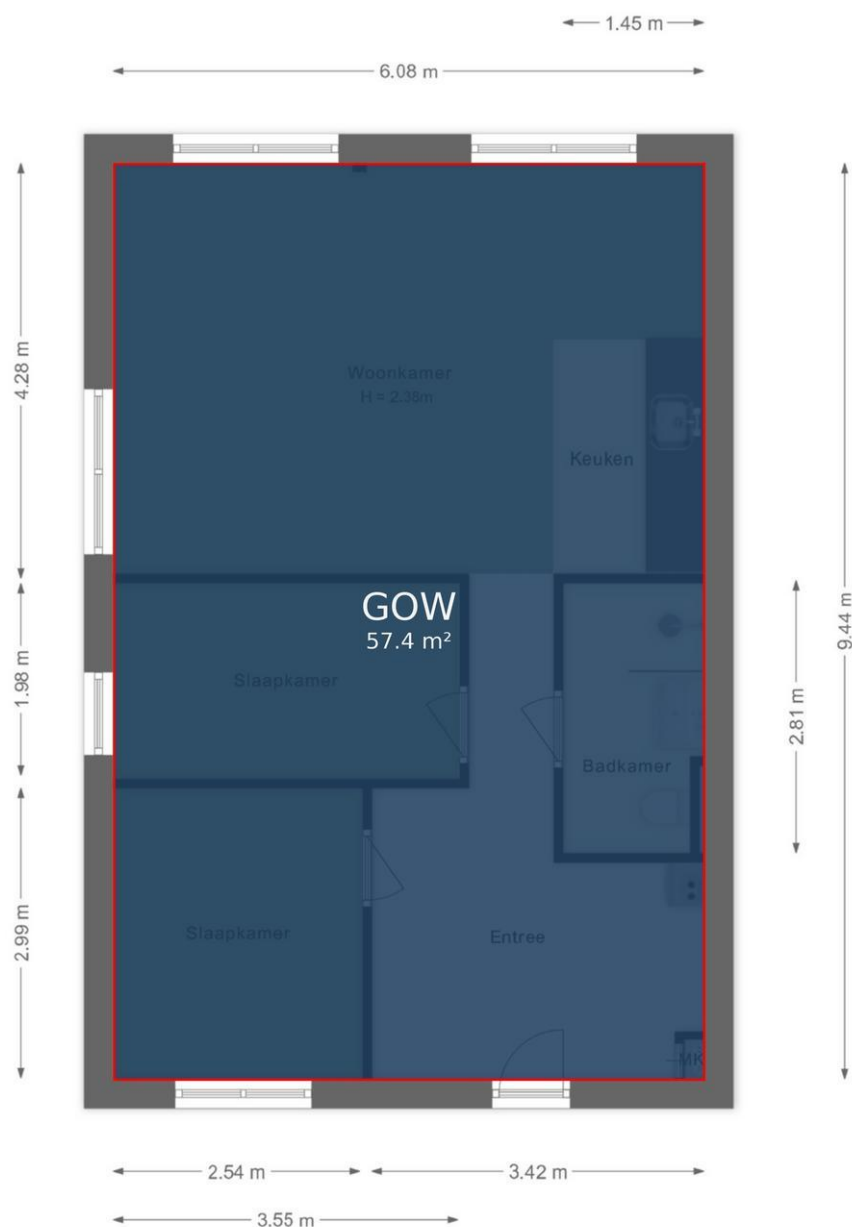 1.45 m
6.08 m
4.28 m
Woonkamer
H = 2.38m
Keuken
GOW
57.4 m²
9.44 m
1.98 m
Slaapkamer
2.81 m
Badkamer
2.99 m
Slaapkamer
Entree
MK
2.54 m
3.42 m
3.55 m